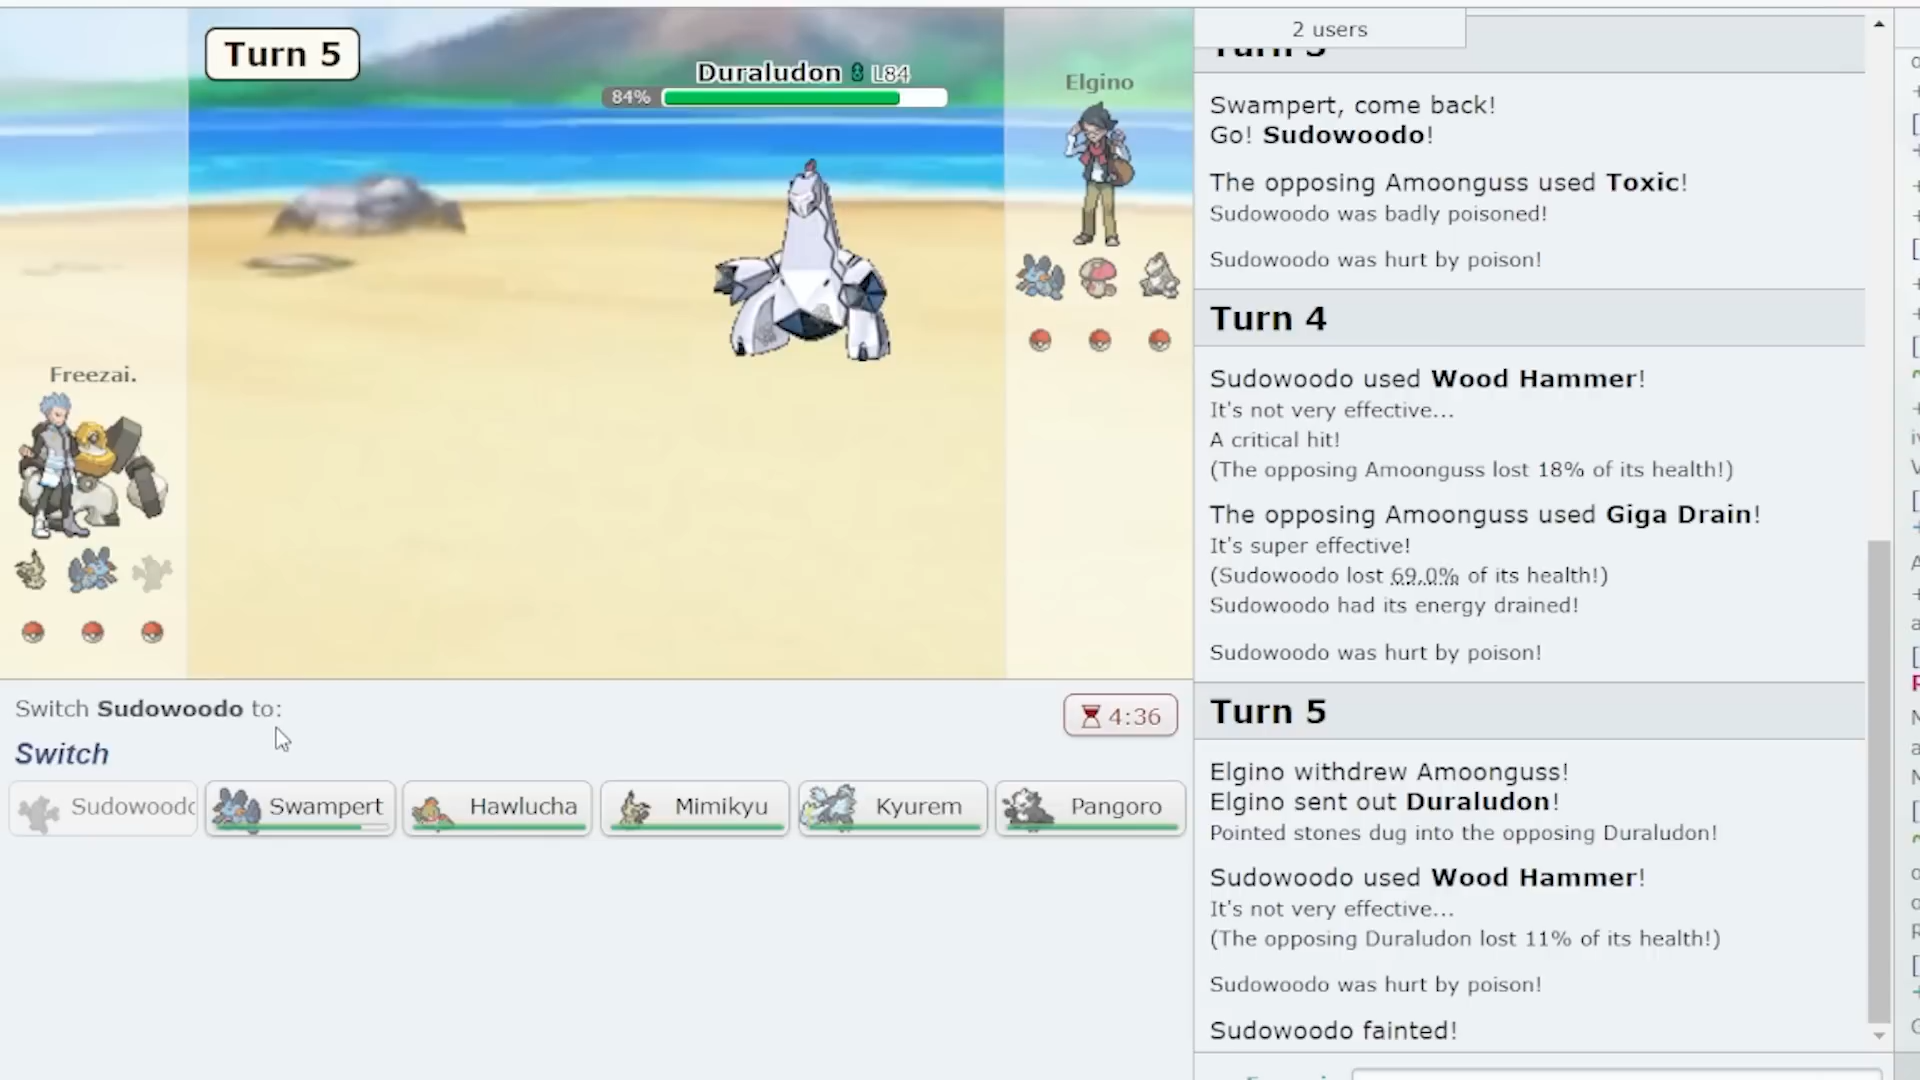 Turn 5
Duraludon L84
84%
Elgino
Freezai.
Switch Sudowoodo to:
4:36
Switch
Sudowoodo
Swampert
Hawlucha
Mimikyu
Kyurem
Pangoro
2 users
Swampert, come back!
Go! Sudowoodo!
The opposing Amoonguss used Toxic!
Sudowoodo was badly poisoned!
Sudowoodo was hurt by poison!
Turn 4
Sudowoodo used Wood Hammer!
It's not very effective...
A critical hit!
(The opposing Amoonguss lost 18% of its health!)
The opposing Amoonguss used Giga Drain!
It's super effective!
(Sudowoodo lost 69.0% of its health!)
Sudowoodo had its energy drained!
Sudowoodo was hurt by poison!
Turn 5
Elgino withdrew Amoonguss!
Elgino sent out Duraludon!
Pointed stones dug into the opposing Duraludon!
Sudowoodo used Wood Hammer!
It's not very effective...
(The opposing Duraludon lost 11% of its health!)
Sudowoodo was hurt by poison!
Sudowoodo fainted!